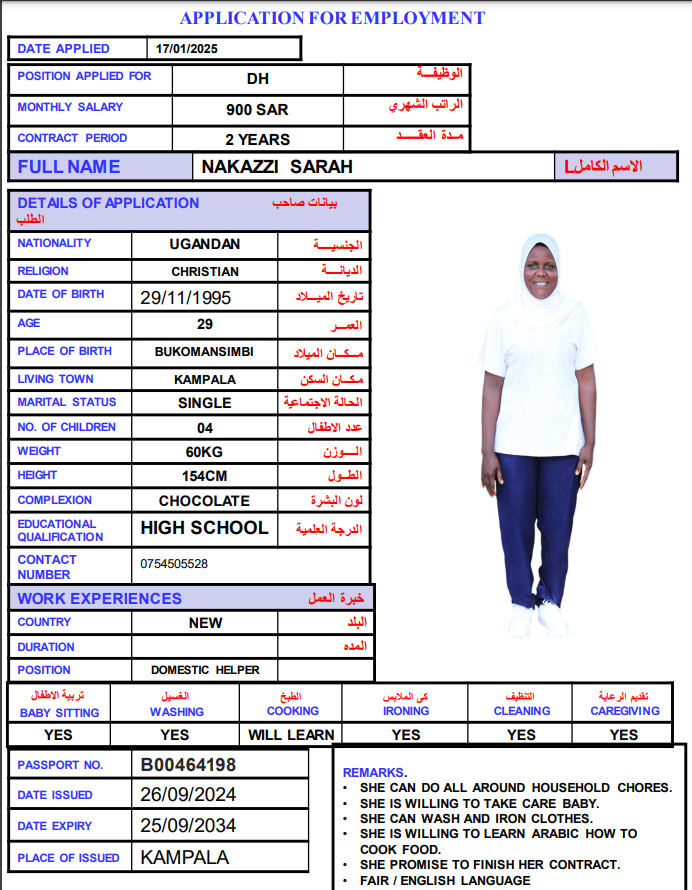 APPLICATION FOR EMPLOYMENT
DATE APPLIED 17/01/2025
POSITION APPLIED FOR DH الوظيفـــة
MONTHLY SALARY 900 SAR الراتب الشهري
CONTRACT PERIOD 2 YEARS مــدة العقـــد
FULL NAME NAKAZZI SARAH الاسم الكاملL
DETAILS OF APPLICATION بيانات صاحب
الطلب
NATIONALITY UGANDAN الجنسيـــة
RELIGION CHRISTIAN الديانـــة
DATE OF BIRTH 29/11/1995 تاريخ الميـــلاد
AGE 29 العمـــر
PLACE OF BIRTH BUKOMANSIMBI مـــكـــان الميلاد
LIVING TOWN KAMPALA مـكـــان السكن
MARITAL STATUS SINGLE الحالة الاجتماعية
NO. OF CHILDREN 04 عدد الاطفال
WEIGHT 60KG الـــوزن
HEIGHT 154CM الطـــول
COMPLEXION CHOCOLATE لون البشرة
EDUCATIONAL QUALIFICATION HIGH SCHOOL الدرجة العلمية
CONTACT NUMBER 0754505528
WORK EXPERIENCES خبرة العمل
COUNTRY NEW البلد
DURATION المده
POSITION DOMESTIC HELPER
تربية الاطفال الغسيل الطبخ كى الملابس التنظيف تقديم الرعاية
BABY SITTING WASHING COOKING IRONING CLEANING CAREGIVING
YES YES WILL LEARN YES YES YES
PASSPORT NO. B00464198
DATE ISSUED 26/09/2024
DATE EXPIRY 25/09/2034
PLACE OF ISSUED KAMPALA
REMARKS.
• SHE CAN DO ALL AROUND HOUSEHOLD CHORES.
• SHE IS WILLING TO TAKE CARE BABY.
• SHE CAN WASH AND IRON CLOTHES.
• SHE IS WILLING TO LEARN ARABIC HOW TO
COOK FOOD.
• SHE PROMISE TO FINISH HER CONTRACT.
• FAIR / ENGLISH LANGUAGE